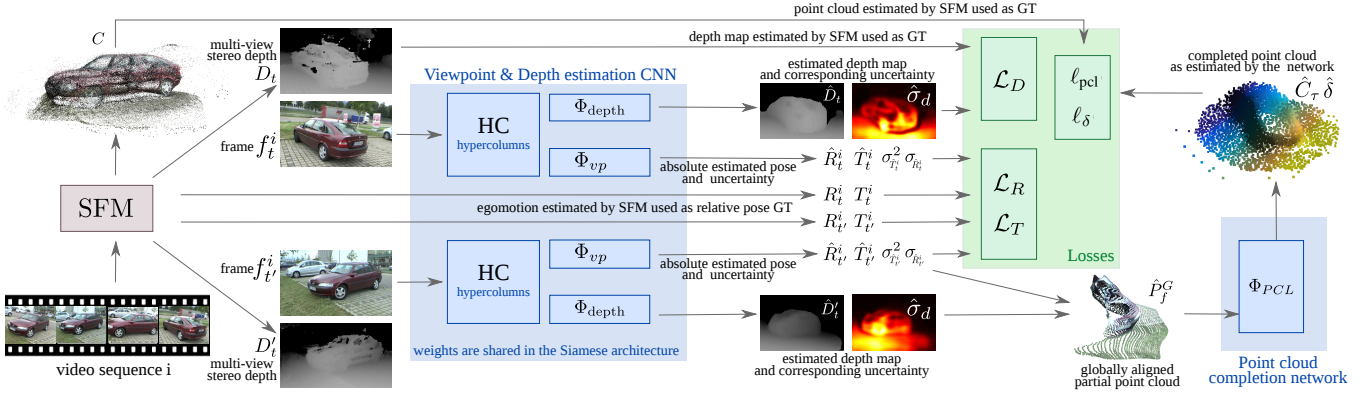 point cloud estimated by SFM used as GT
C
multi-view
stereo depth
D_t
depth map estimated by SFM used as GT
Viewpoint & Depth estimation CNN
estimated depth map
and corresponding uncertainty
completed point cloud
as estimated by the network
Ĉ_τ δ̂
HC
hypercolumns
Φ_depth
Φ_vp
D̂_t
σ̂_d
ℒ_D
ℓ_pcl
ℓ_δ
frame f_t^i
absolute estimated pose
and uncertainty
R̂_t^i T̂_t^i σ²_{T̂_t^i} σ_{R̂_t^i}
SFM
R_t^i T_t^i
ℒ_R
egomotion estimated by SFM used as relative pose GT
R_{t'}^i T_{t'}^i
ℒ_T
frame f_{t'}^i
HC
hypercolumns
Φ_vp
Φ_depth
absolute estimated pose
and uncertainty
R̂_{t'}^i T̂_{t'}^i σ²_{T̂_{t'}^i} σ_{R̂_{t'}^i}
Losses
P̂_f^G
Φ_PCL
D̂'_t
σ̂_d
D'_t
multi-view
stereo depth
video sequence i
weights are shared in the Siamese architecture
estimated depth map
and corresponding uncertainty
globally aligned
partial point cloud
Point cloud
completion network